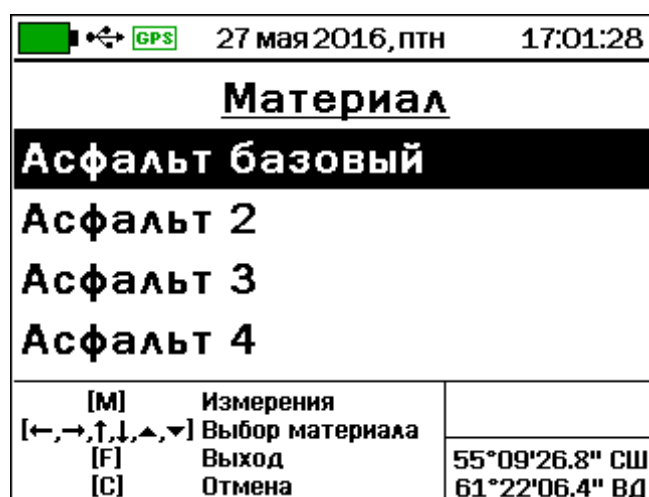 GPS 27 мая 2016, птн 17:01:28
Материал
Асфальт базовый
Асфальт 2
Асфальт 3
Асфальт 4
[M] Измерения
[←,→,↑,↓,▲,▼] Выбор материала
[F] Выход
[C] Отмена
55°09'26.8" СШ
61°22'06.4" ВД